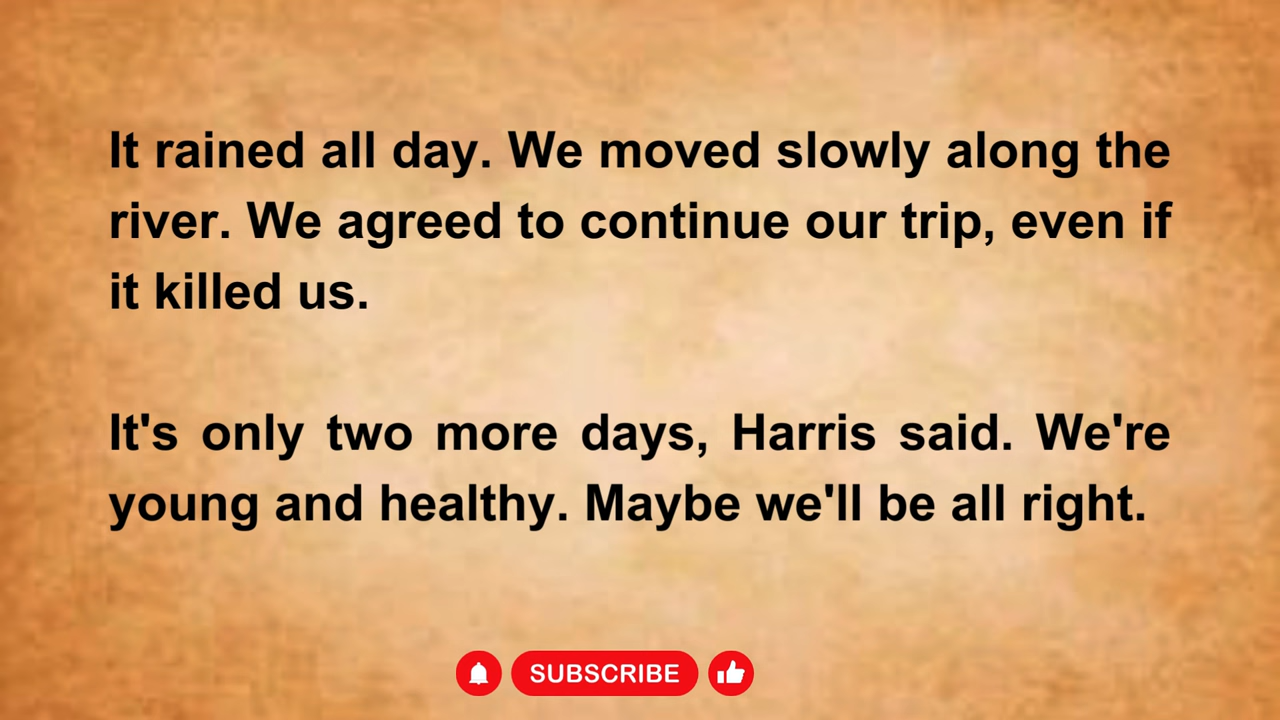 It rained all day. We moved slowly along the
river. We agreed to continue our trip, even if
it killed us.
It's only two more days, Harris said. We're
young and healthy. Maybe we'll be all right.
SUBSCRIBE